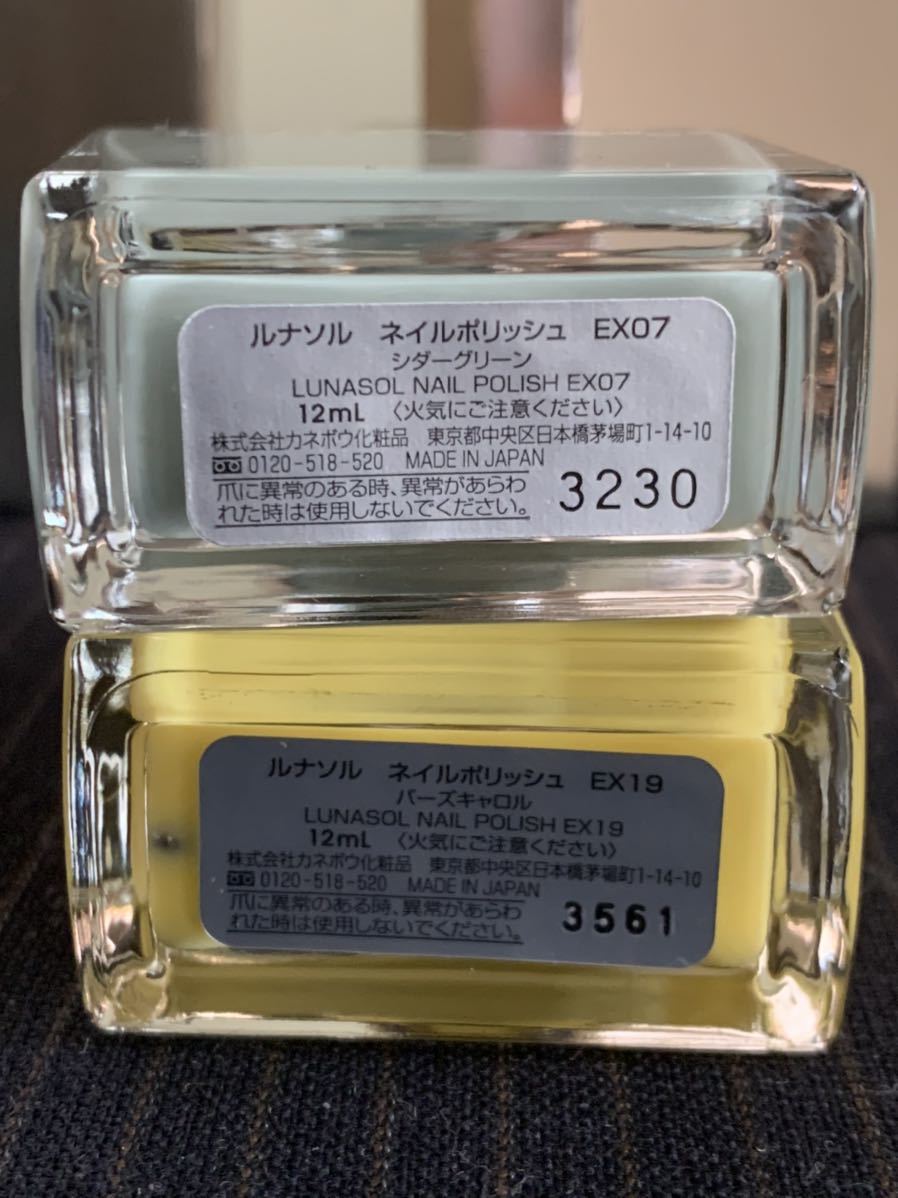 ルナソル　ネイルポリッシュ　EX07
シダーグリーン
LUNASOL NAIL POLISH EX07
12mL 〈火気にご注意ください〉
株式会社カネボウ化粧品　東京都中央区日本橋茅場町1-14-10
0120-518-520 MADE IN JAPAN
爪に異常のある時、異常があらわ
れた時は使用しないでください。
3230
ルナソル　ネイルポリッシュ　EX19
バーズキャロル
LUNASOL NAIL POLISH EX19
12mL 〈火気にご注意ください〉
株式会社カネボウ化粧品　東京都中央区日本橋茅場町1-14-10
0120-518-520 MADE IN JAPAN
爪に異常のある時、異常があらわ
れた時は使用しないでください。
3561